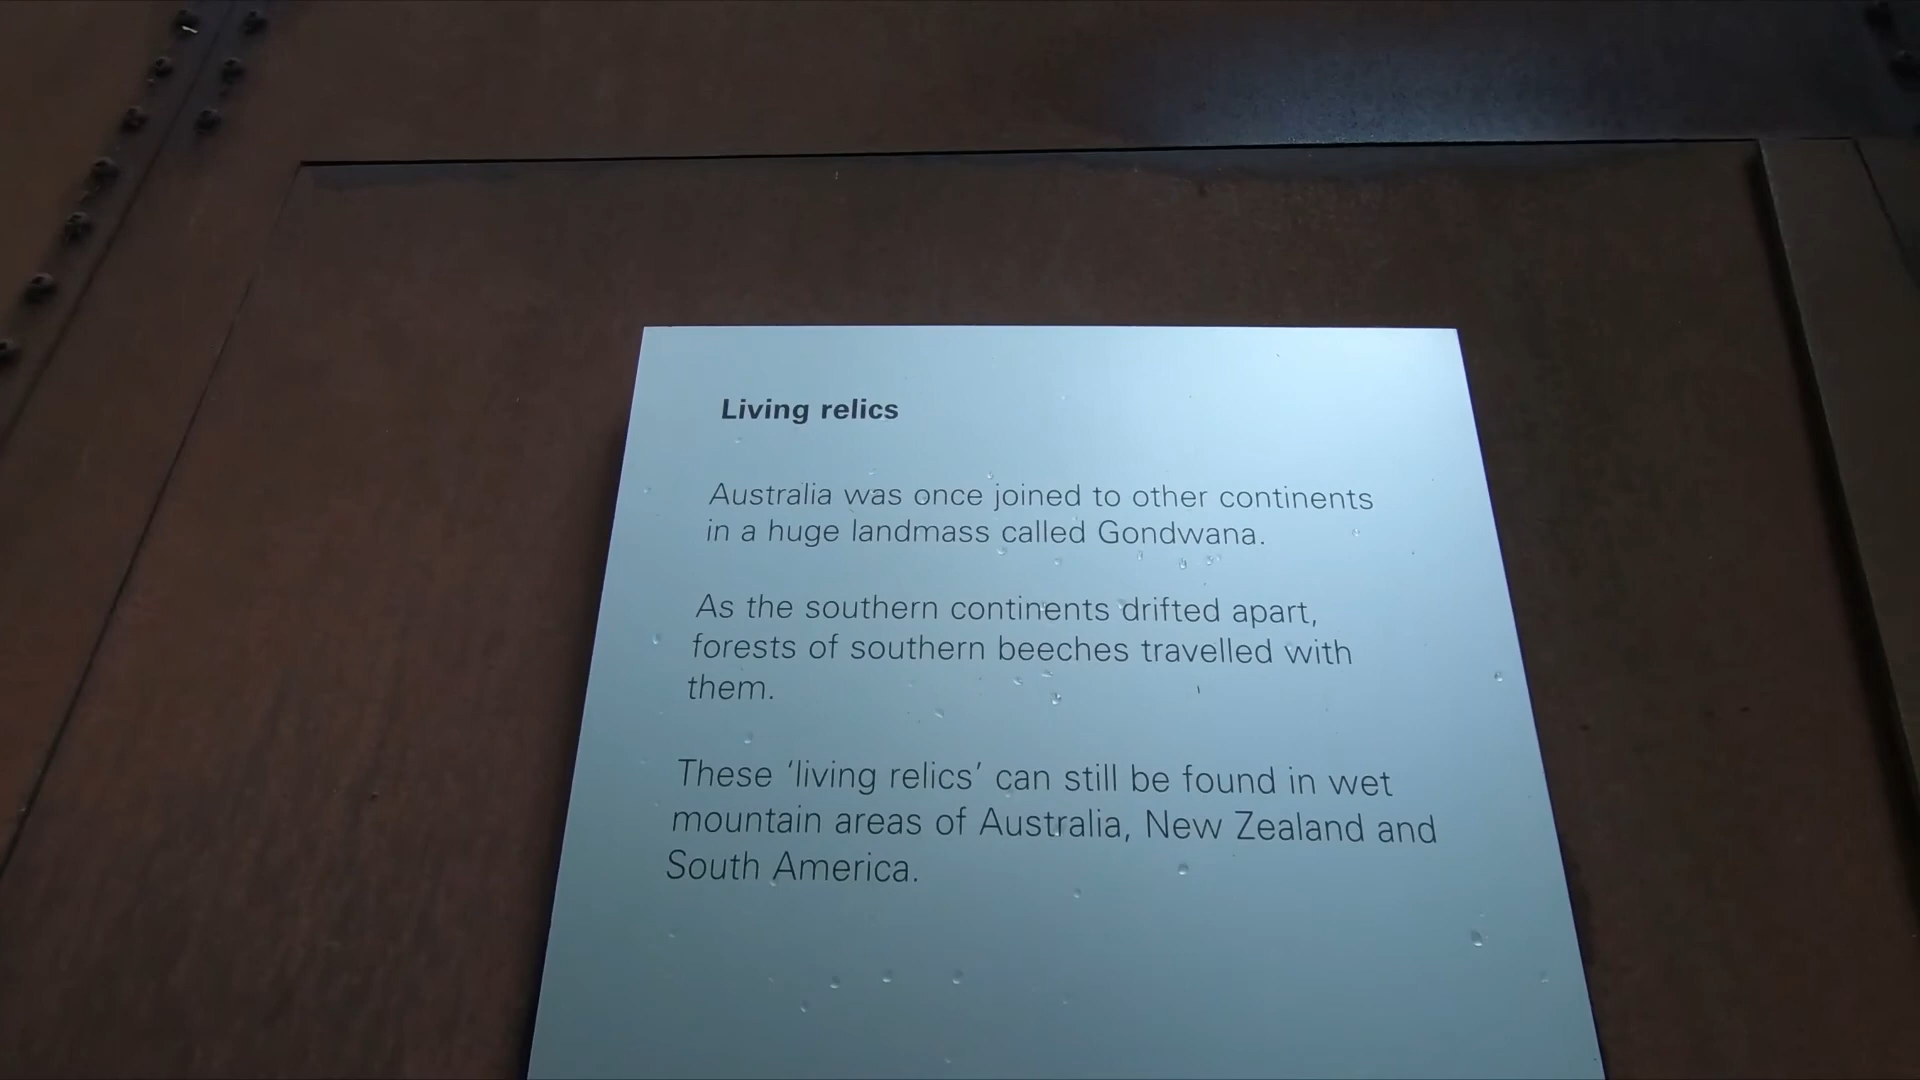 Living relics
Australia was once joined to other continents
in a huge landmass called Gondwana.
As the southern continents drifted apart,
forests of southern beeches travelled with
them.
These ‘living relics’ can still be found in wet
mountain areas of Australia, New Zealand and
South America.